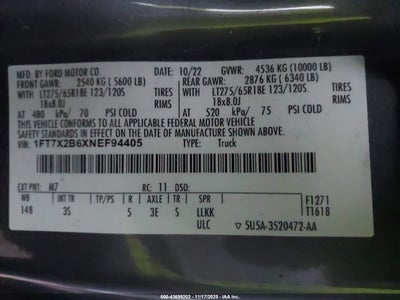 MFD. BY FORD MOTOR CO. 10/22 GVWR: 4536 KG (10000 LB)
FRONT GAWR: 2540 KG ( 5600 LB) REAR GAWR: 2876 KG ( 6340 LB)
WITH LT275/65R18E 123/120S TIRES WITH LT275/65R18E 123/120S TIRES
18x8.0J RIMS 18x8.0J RIMS
AT 480 kPa/ 70 PSI COLD AT 520 kPa/ 75 PSI COLD
THIS VEHICLE CONFORMS TO ALL APPLICABLE FEDERAL MOTOR VEHICLE
SAFETY STANDARDS IN EFFECT ON THE DATE OF MANUFACTURE SHOWN ABOVE.
VIN: 1FT7X2B6XNEF94405 TYPE: Truck
EXT PNT: M7 RC: 11 DSO: F1271
WB INT TR TP/PS R AXLE TR SPR T1618
148 3S 5 3E S LLKK
ULC 5U5A-3520472-AA
000-43699202 - 11/17/2025 - IAA Inc.